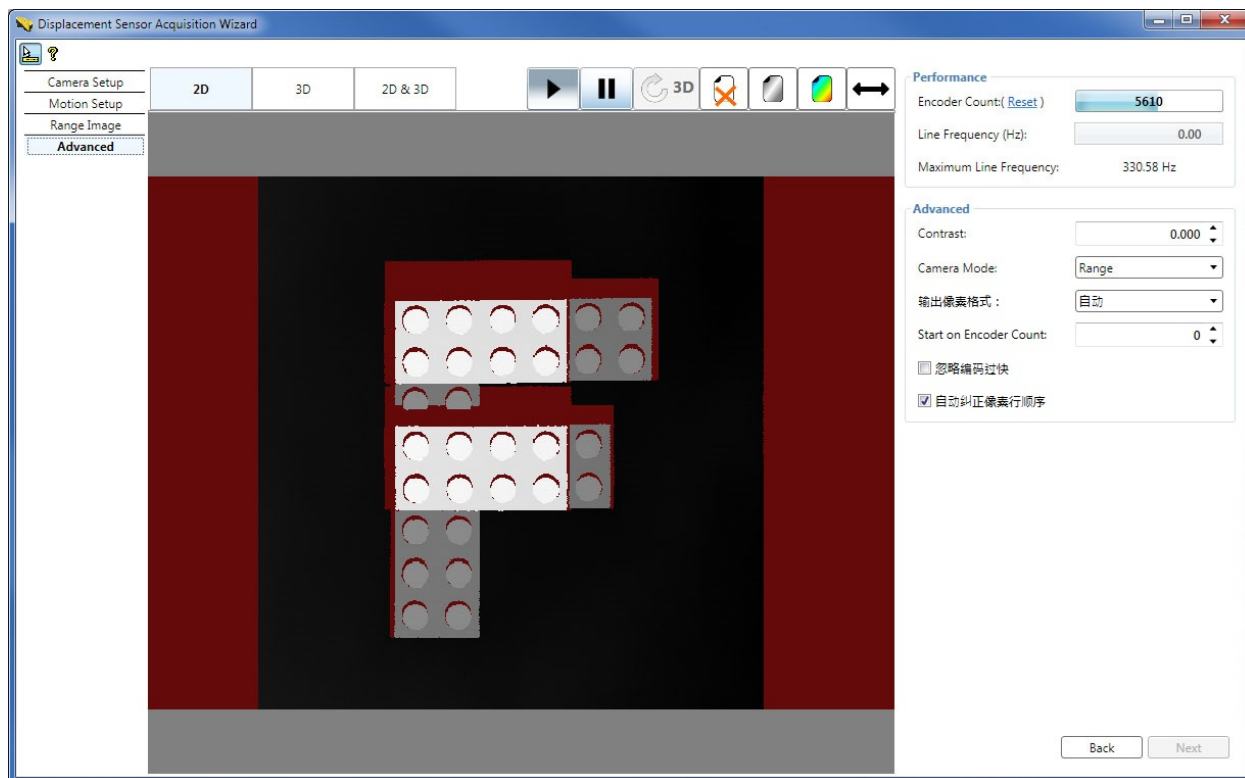 Displacement Sensor Acquisition Wizard
Camera Setup
Motion Setup
Range Image
Advanced
2D
3D
2D & 3D
3D
Performance
Encoder Count:( Reset )
5610
Line Frequency (Hz):
0.00
Maximum Line Frequency:
330.58 Hz
Advanced
Contrast:
0.000
Camera Mode:
Range
输出像素格式：
自动
Start on Encoder Count:
0
忽略编码过快
自动纠正像素行顺序
Back
Next